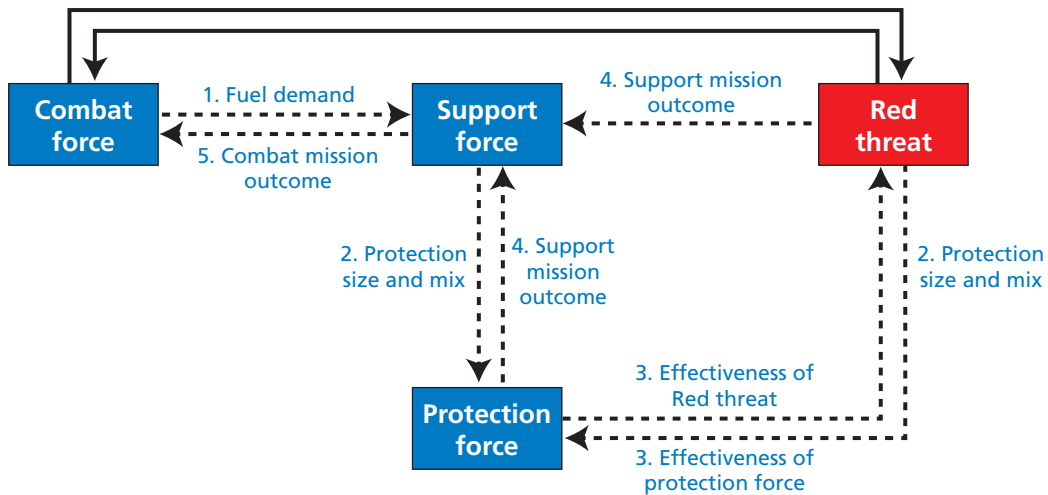 Combat
force
1. Fuel demand
5. Combat mission
outcome
Support
force
4. Support mission
outcome
Red
threat
2. Protection
size and mix
4. Support
mission
outcome
2. Protection
size and mix
3. Effectiveness of
Red threat
Protection
force
3. Effectiveness of
protection force